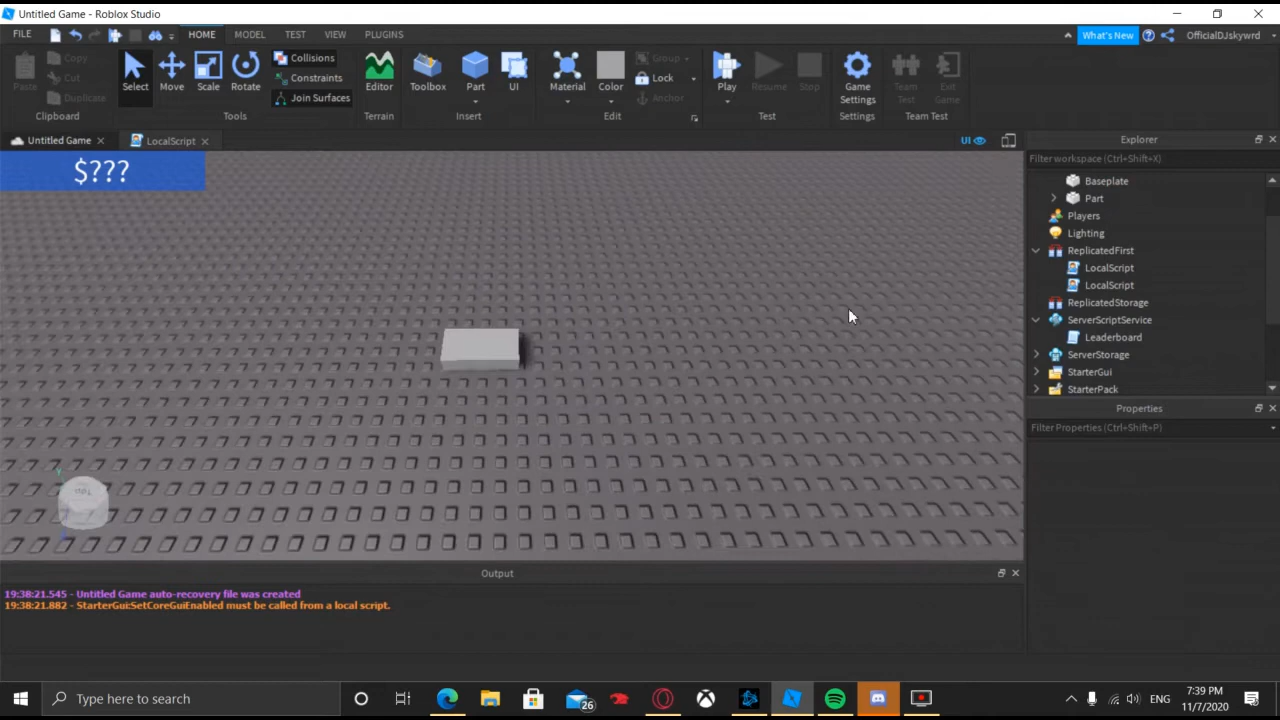 Untitled Game - Roblox Studio
FILE HOME MODEL TEST VIEW PLUGINS What's New OfficialDJskywrd
Paste Copy Cut Duplicate Clipboard
Select Move Scale Rotate Collisions Constraints Join Surfaces Tools
Editor Terrain
Toolbox Part UI Insert
Material Color Group Lock Anchor Edit
Play Resume Stop Test
Game Settings Settings
Team Test Exit Game Team Test
Untitled Game LocalScript UI
$???
Top
Explorer
Filter workspace (Ctrl+Shift+X)
Baseplate
Part
Players
Lighting
ReplicatedFirst
LocalScript
LocalScript
ReplicatedStorage
ServerScriptService
Leaderboard
ServerStorage
StarterGui
StarterPack
Properties
Filter Properties (Ctrl+Shift+P)
Output
19:38:21.545 - Untitled Game auto-recovery file was created
19:38:21.882 - StarterGui:SetCoreGuiEnabled must be called from a local script.
Type here to search
26
ENG
7:39 PM
11/7/2020